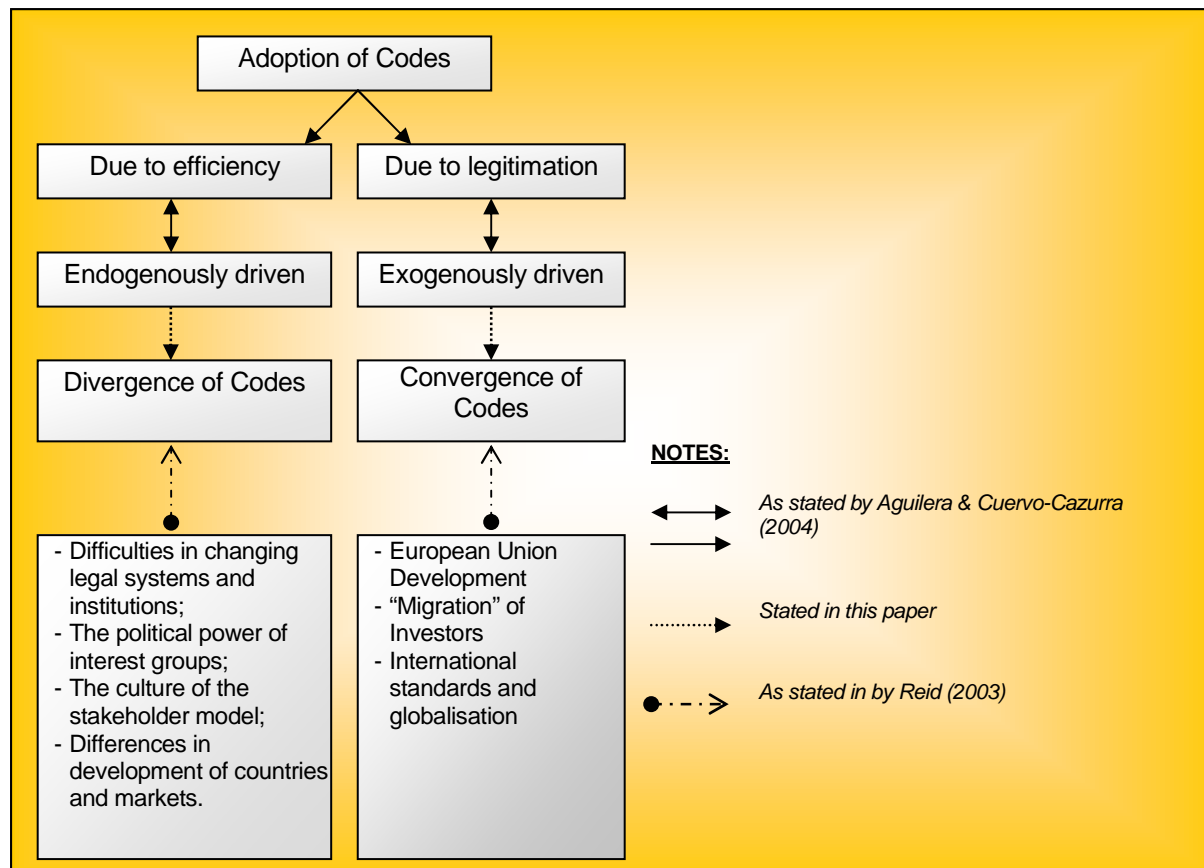 Adoption of Codes
Due to efficiency
Due to legitimation
Endogenously driven
Exogenously driven
Divergence of Codes
Convergence of
Codes
- Difficulties in changing
legal systems and
institutions;
- The political power of
interest groups;
- The culture of the
stakeholder model;
- Differences in
development of countries
and markets.
- European Union
Development
- “Migration” of
Investors
- International
standards and
globalisation
NOTES:
As stated by Aguilera & Cuervo-Cazurra
(2004)
Stated in this paper
As stated in by Reid (2003)